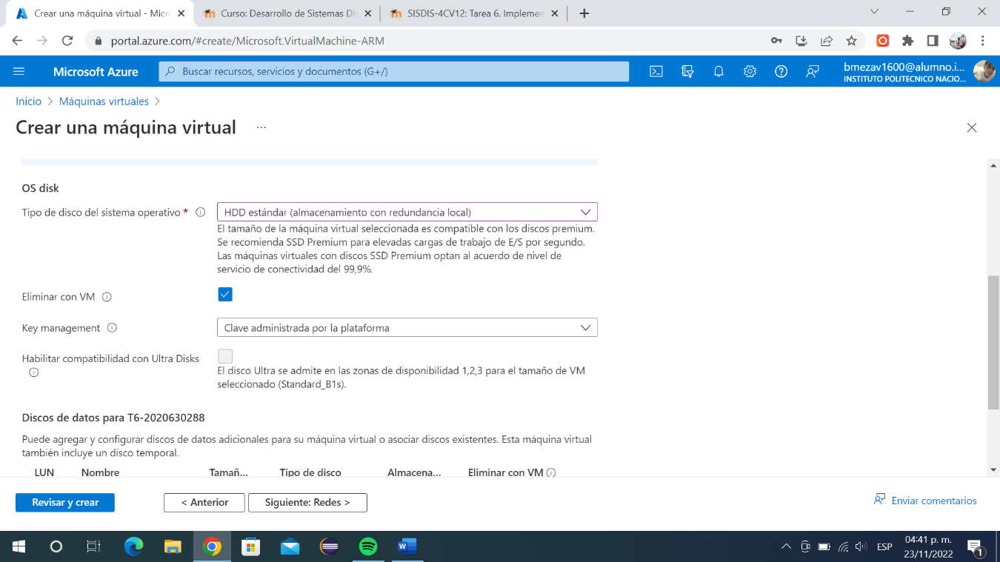 Crear una máquina virtual - Micr
Curso: Desarrollo de Sistemas Dis
SISDIS-4CV12: Tarea 6. Implemen
portal.azure.com/#create/Microsoft.VirtualMachine-ARM
Microsoft Azure
Buscar recursos, servicios y documentos (G+/)
bmezav1600@alumno.i...
INSTITUTO POLITECNICO NACIO...
Inicio > Máquinas virtuales >
Crear una máquina virtual ...
OS disk
Tipo de disco del sistema operativo *
HDD estándar (almacenamiento con redundancia local)
El tamaño de la máquina virtual seleccionada es compatible con los discos premium.
Se recomienda SSD Premium para elevadas cargas de trabajo de E/S por segundo.
Las máquinas virtuales con discos SSD Premium optan al acuerdo de nivel de
servicio de conectividad del 99,9%.
Eliminar con VM
Key management
Clave administrada por la plataforma
Habilitar compatibilidad con Ultra Disks
El disco Ultra se admite en las zonas de disponibilidad 1,2,3 para el tamaño de VM
seleccionado (Standard_B1s).
Discos de datos para T6-2020630288
Puede agregar y configurar discos de datos adicionales para su máquina virtual o asociar discos existentes. Esta máquina virtual
también incluye un disco temporal.
LUN Nombre Tamañ... Tipo de disco Almacena... Eliminar con VM
Revisar y crear
< Anterior
Siguiente: Redes >
Enviar comentarios
ESP
04:41 p. m.
23/11/2022
1